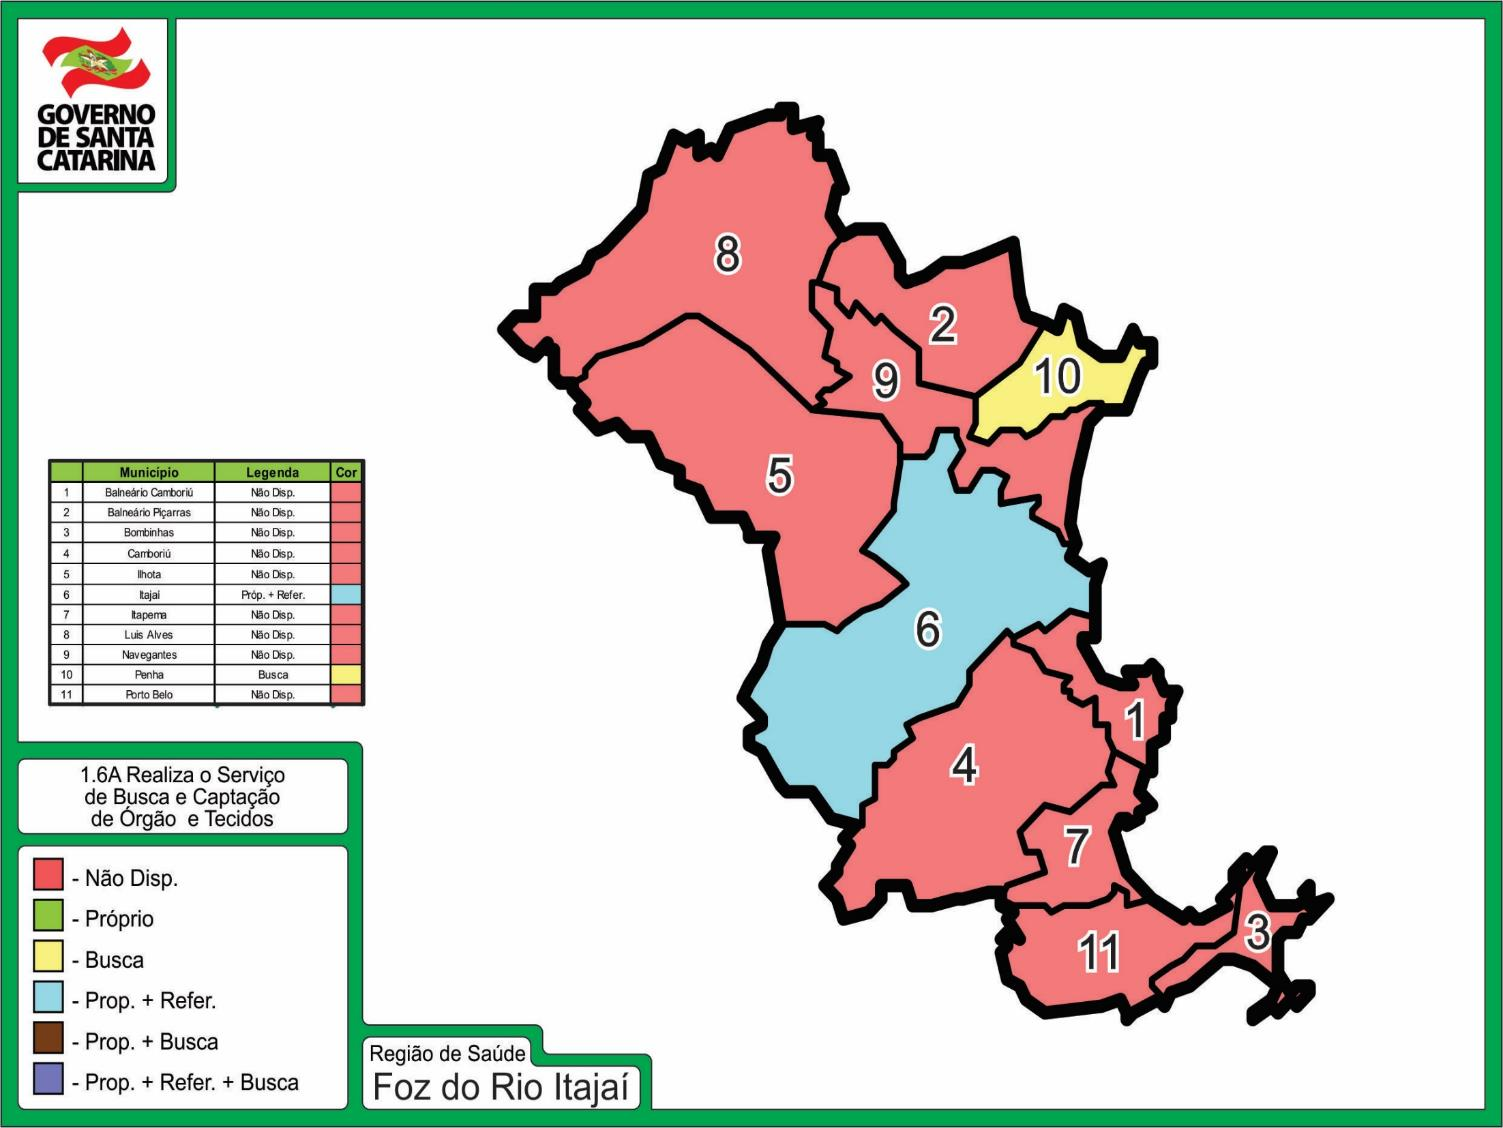 GOVERNO
DE SANTA
CATARINA
8
2
10
9
5
6
1
4
7
3
11
Município Legenda Cor
1 Balneário Camboriú Não Disp.
2 Balneário Piçarras Não Disp.
3 Bombinhas Não Disp.
4 Camboriú Não Disp.
5 Ilhota Não Disp.
6 Itajaí Próp. + Refer.
7 Itapema Não Disp.
8 Luis Alves Não Disp.
9 Navegantes Não Disp.
10 Penha Busca
11 Porto Belo Não Disp.
1.6A Realiza o Serviço
de Busca e Captação
de Órgão e Tecidos
- Não Disp.
- Próprio
- Busca
- Prop. + Refer.
- Prop. + Busca
- Prop. + Refer. + Busca
Região de Saúde
Foz do Rio Itajaí